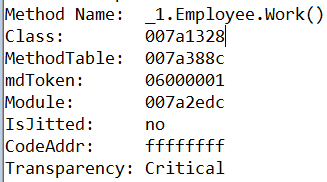 Method Name:  _1.Employee.Work()
Class:        007a1328
MethodTable:  007a388c
mdToken:      06000001
Module:       007a2edc
IsJitted:     no
CodeAddr:     ffffffff
Transparency: Critical